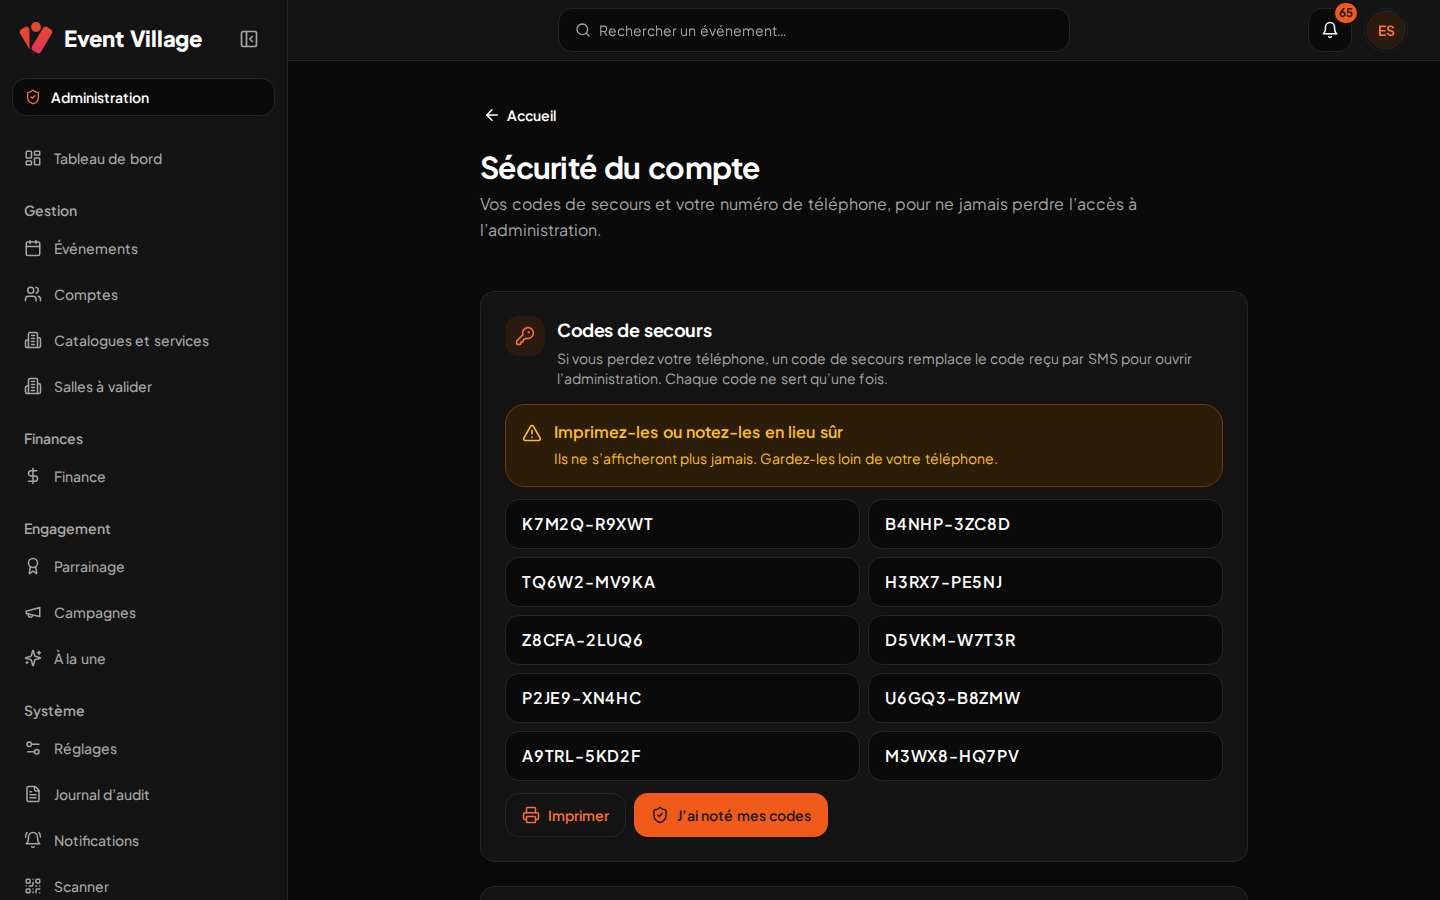 Event Village
Rechercher un événement…
65
ES
Administration
Tableau de bord
Gestion
Événements
Comptes
Catalogues et services
Salles à valider
Finances
Finance
Engagement
Parrainage
Campagnes
À la une
Système
Réglages
Journal d’audit
Notifications
Scanner
Accueil
Sécurité du compte
Vos codes de secours et votre numéro de téléphone, pour ne jamais perdre l’accès à
l’administration.
Codes de secours
Si vous perdez votre téléphone, un code de secours remplace le code reçu par SMS pour ouvrir
l’administration. Chaque code ne sert qu’une fois.
Imprimez-les ou notez-les en lieu sûr
Ils ne s’afficheront plus jamais. Gardez-les loin de votre téléphone.
K7M2Q-R9XWT
B4NHP-3ZC8D
TQ6W2-MV9KA
H3RX7-PE5NJ
Z8CFA-2LUQ6
D5VKM-W7T3R
P2JE9-XN4HC
U6GQ3-B8ZMW
A9TRL-5KD2F
M3WX8-HQ7PV
Imprimer
J’ai noté mes codes